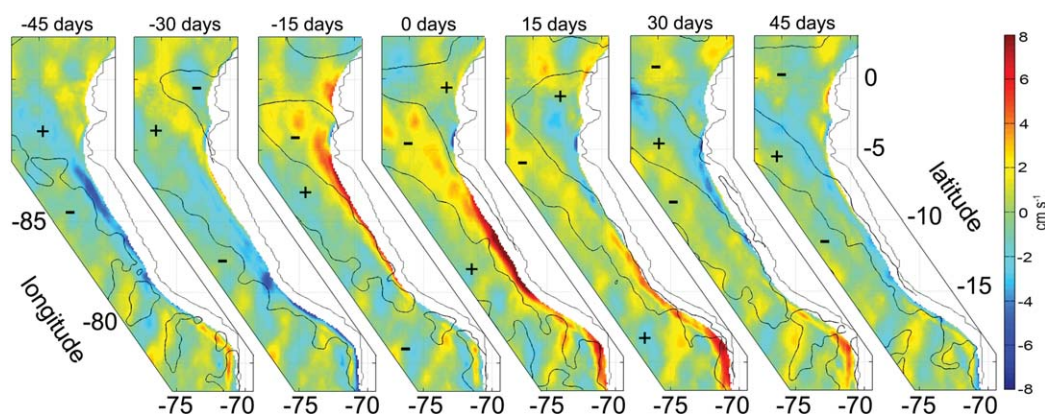 -45 days -30 days -15 days 0 days 15 days 30 days 45 days
+ - - + + - -
+ - - + +
- + - - -
- + +
-
0
-5
-10
-15
latitude
-85
-80
longitude
-75 -70 -75 -70 -75 -70 -75 -70 -75 -70 -75 -70 -75 -70
8
6
4
2
0
-2
-4
-6
-8
cm s⁻¹